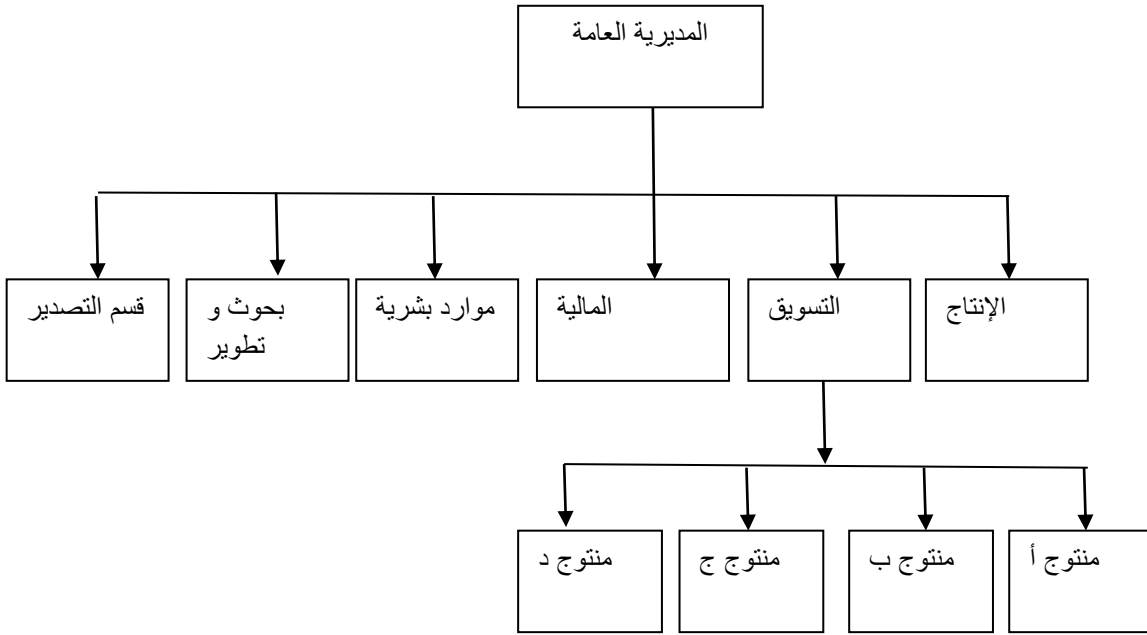 المديرية العامة
الإنتاج
التسويق
المالية
موارد بشرية
بحوث و
تطوير
قسم التصدير
منتوج أ
منتوج ب
منتوج ج
منتوج د